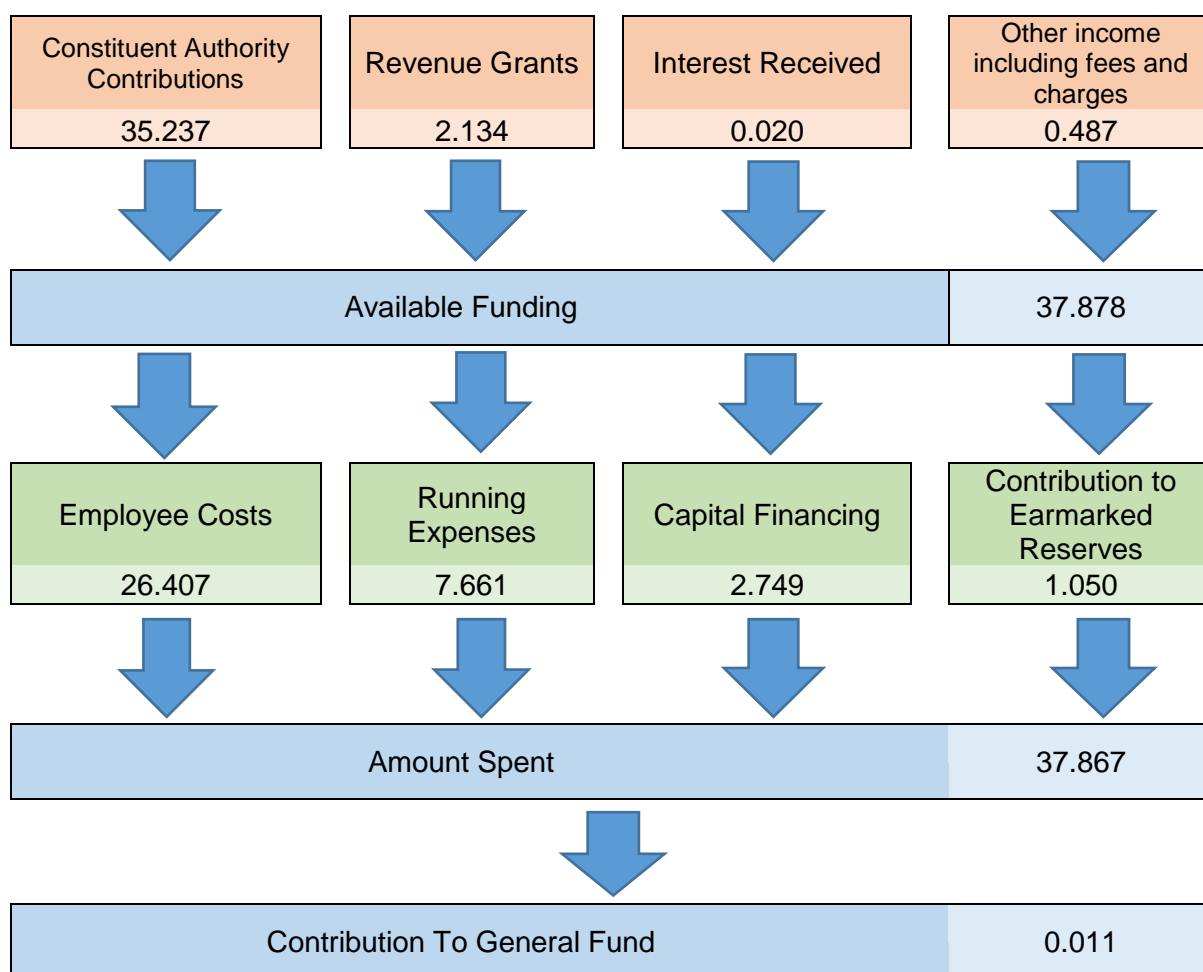 Constituent Authority
Contributions
35.237
Revenue Grants
2.134
Interest Received
0.020
Other income
including fees and
charges
0.487
Available Funding
37.878
Employee Costs
26.407
Running
Expenses
7.661
Capital Financing
2.749
Contribution to
Earmarked
Reserves
1.050
Amount Spent
37.867
Contribution To General Fund
0.011